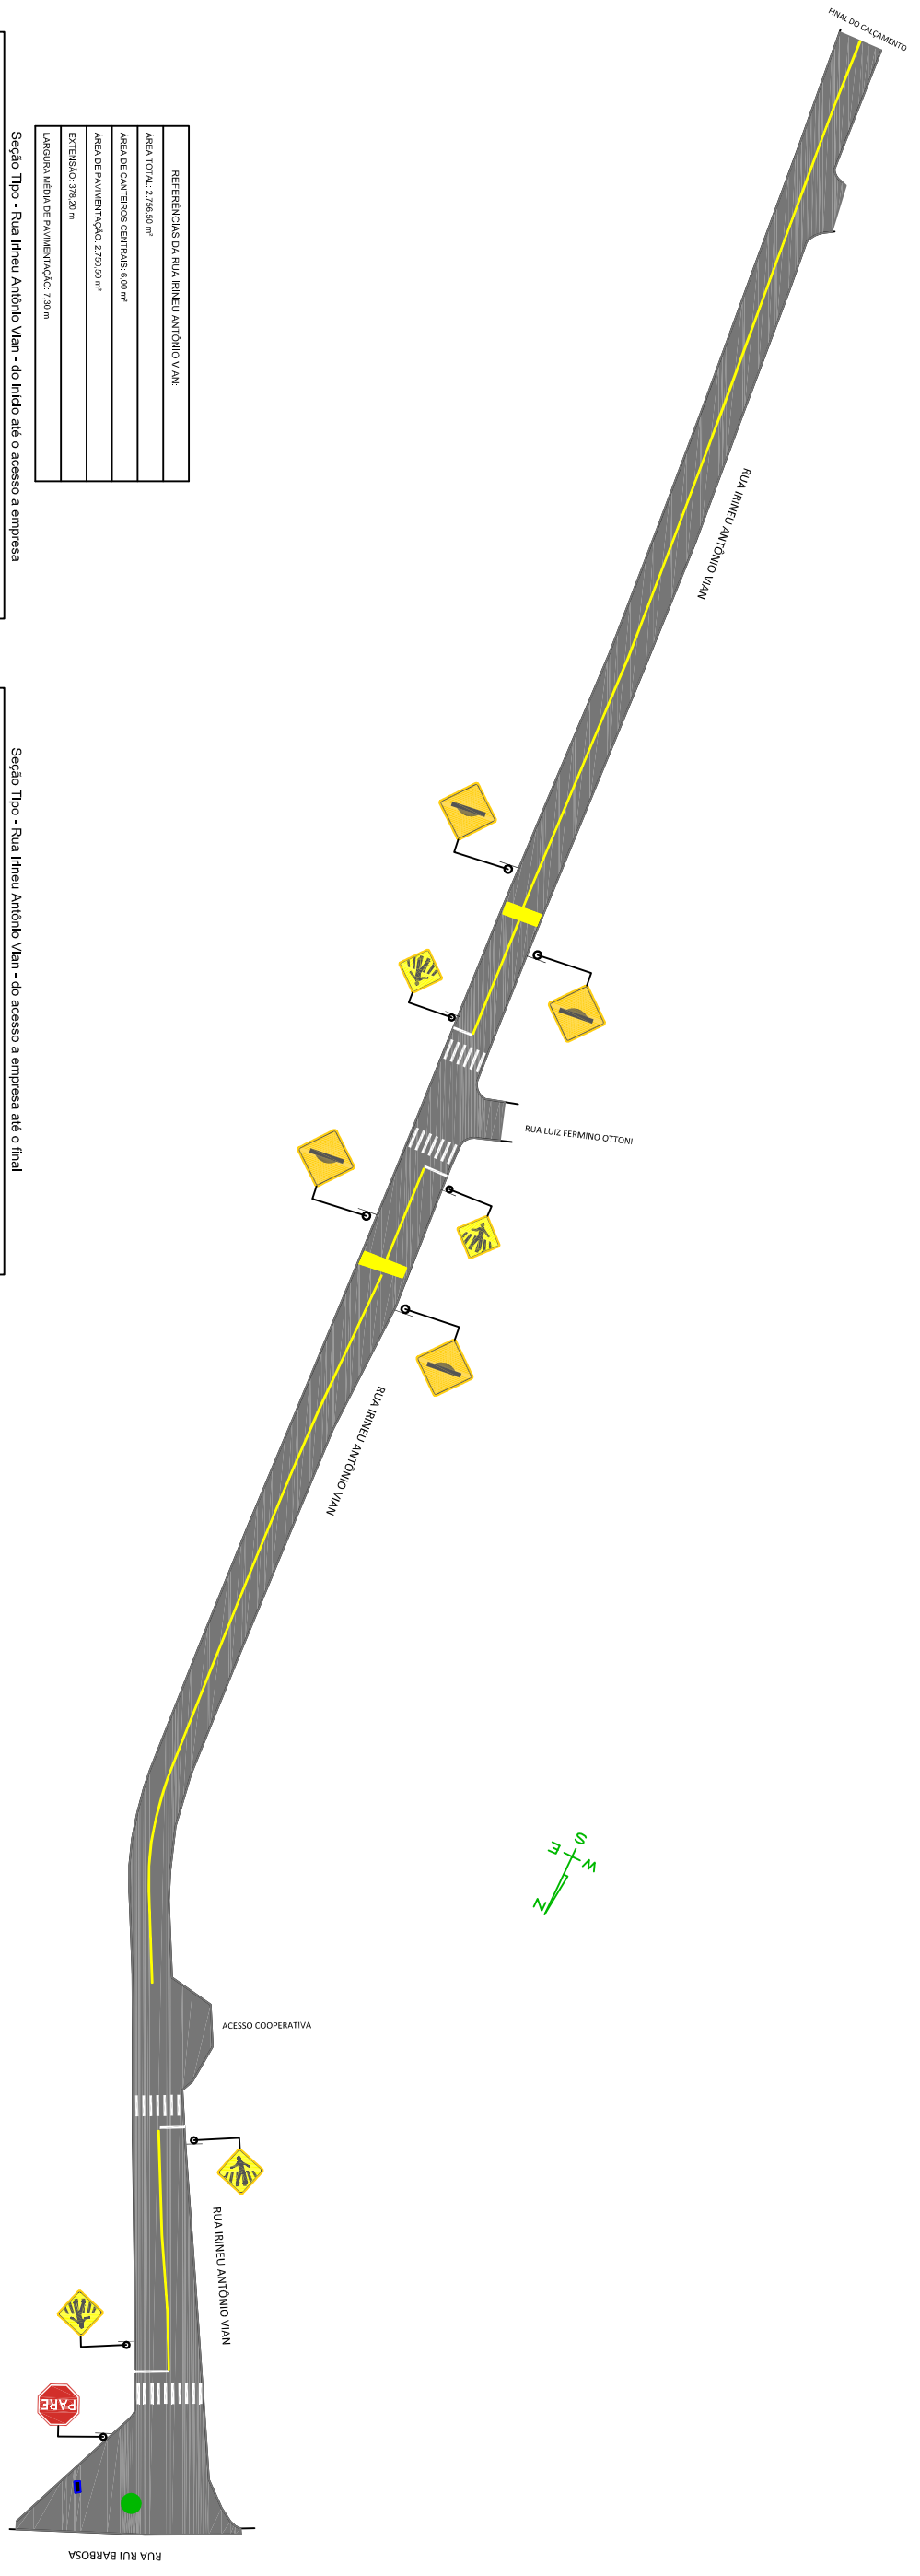 FINAL DO CALÇAMENTO
REFERÊNCIAS DA RUA IRINEU ANTÔNIO VIAN:
ÁREA TOTAL: 2.756,50 m²
ÁREA DE CANTEIROS CENTRAIS: 6,00 m²
ÁREA DE PAVIMENTAÇÃO: 2.750,50 m²
EXTENSÃO: 378,20 m
LARGURA MÉDIA DE PAVIMENTAÇÃO: 7,30 m
Seção Tipo - Rua Irineu Antônio Vian - do início até o acesso a empresa
Seção Tipo - Rua Irineu Antônio Vian - do acesso a empresa até o final
RUA IRINEU ANTÔNIO VIAN
RUA LUIZ FERMINO OTTONI
RUA IRINEU ANTÔNIO VIAN
S
E
W
N
ACESSO COOPERATIVA
RUA IRINEU ANTÔNIO VIAN
PARE
RUA RUI BARBOSA